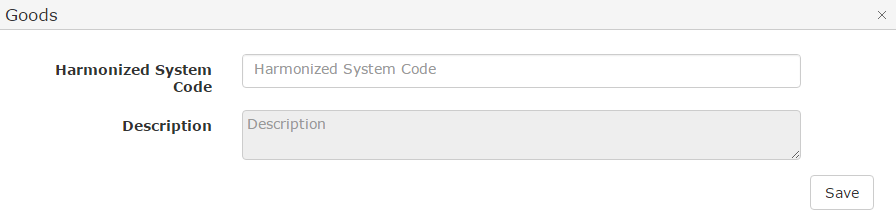 Goods
Harmonized System
Code
Harmonized System Code
Description
Description
Save